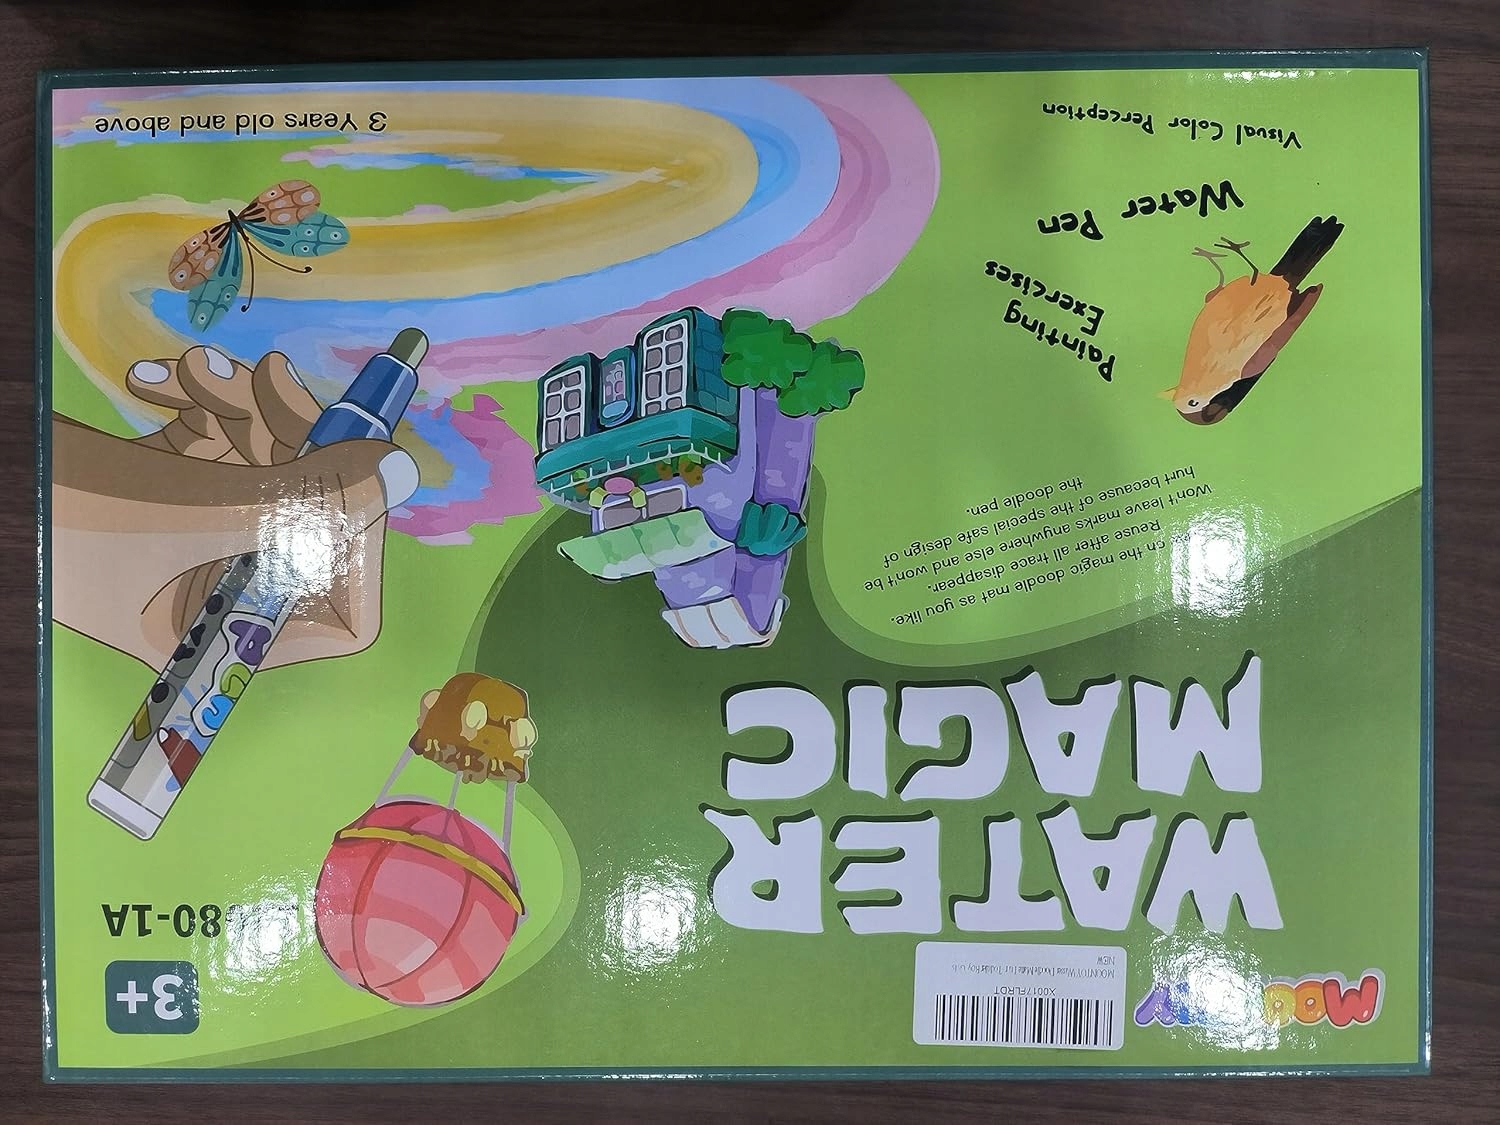 X0017FLRDT
NEW
3+
WATER
MAGIC
on the magic doodle mat as you like.
Reuse after all trace disappear.
Won't leave marks anywhere else and won't be
hurt because of the special safe design of
the doodle pen.
Painting
Exercises
Water Pen
Visual Color Perception
3 Years old and above